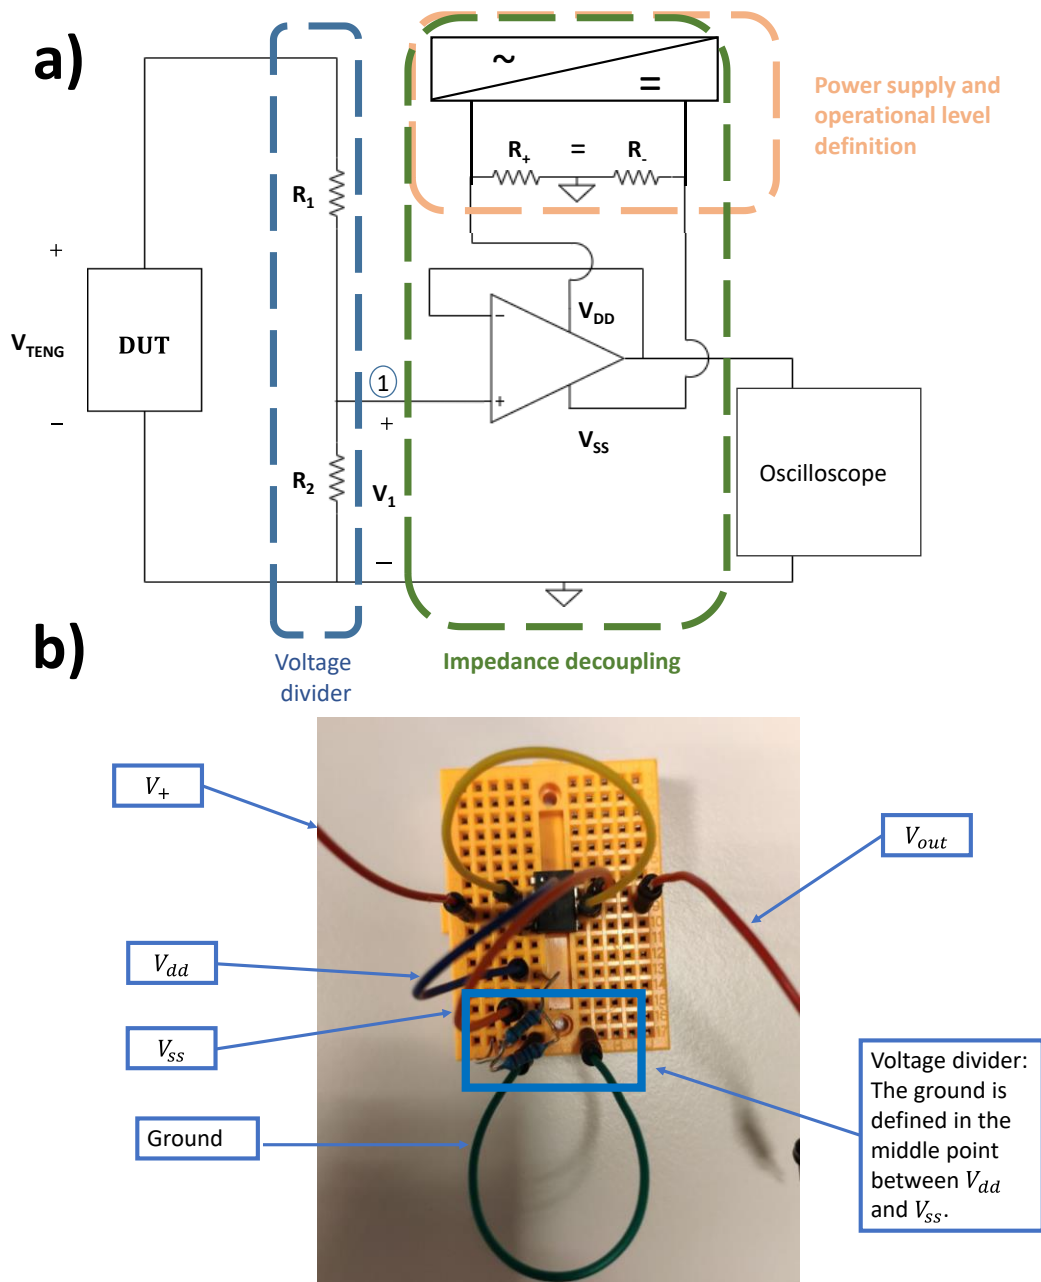 a)
~
=
Power supply and
operational level
definition
R+ = R-
R1
+
VTENG
DUT
−
−
VDD
1
+
+
VSS
R2
V1
−
Oscilloscope
Voltage
divider
Impedance decoupling
b)
V+
Vout
Vdd
Vss
Ground
Voltage divider:
The ground is
defined in the
middle point
between Vdd
and Vss.